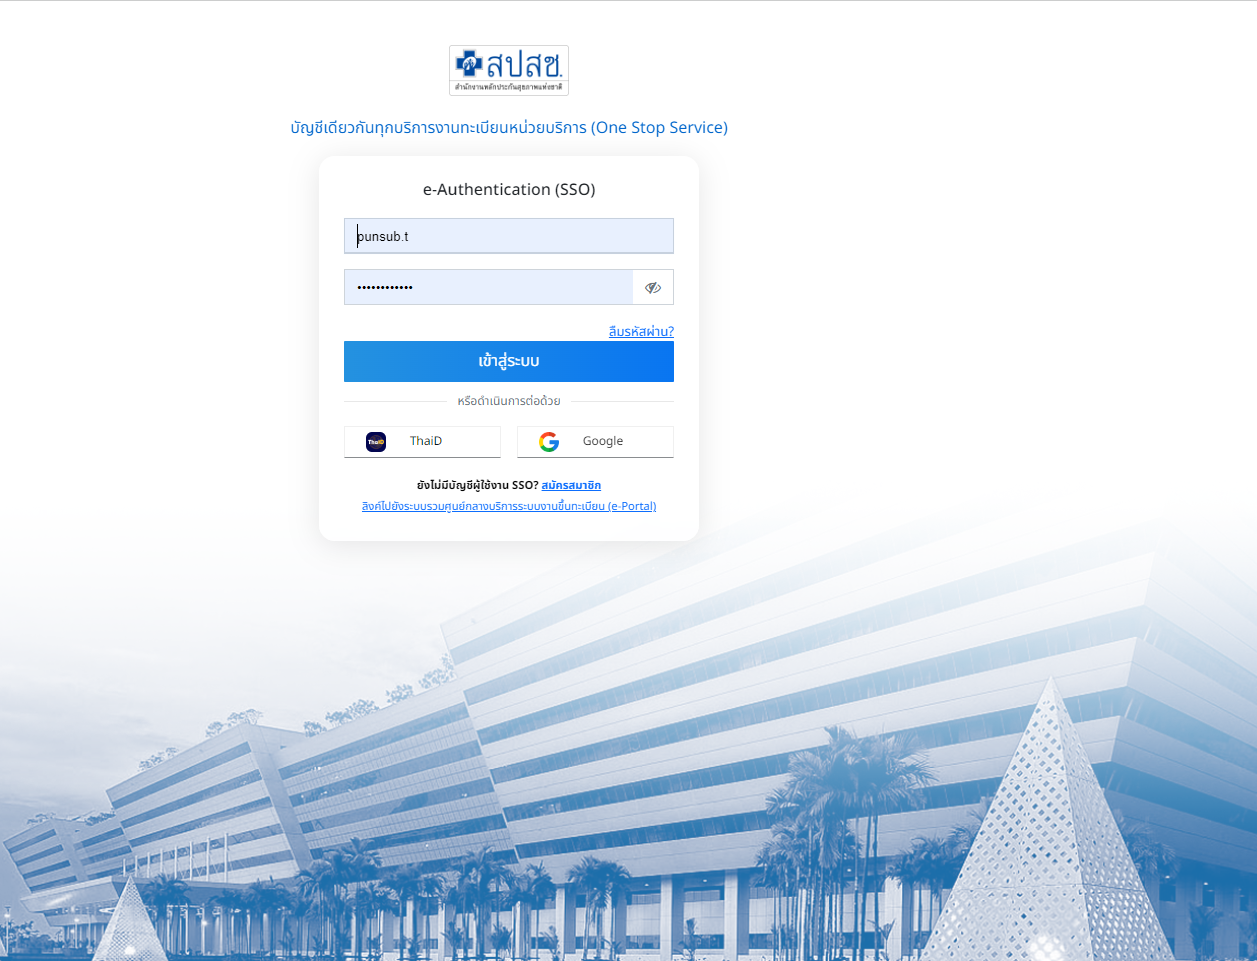 สปสช.
สำนักงานหลักประกันสุขภาพแห่งชาติ
บัญชีเดียวกันทุกบริการงานทะเบียนหน่วยบริการ (One Stop Service)
e-Authentication (SSO)
punsub.t
••••••••••••
ลืมรหัสผ่าน?
เข้าสู่ระบบ
หรือดำเนินการต่อด้วย
ThaiD ThaiD Google
ยังไม่มีบัญชีผู้ใช้งาน SSO? สมัครสมาชิก
ลิงค์ไปยังระบบรวมศูนย์กลางบริการระบบงานขึ้นทะเบียน (e-Portal)